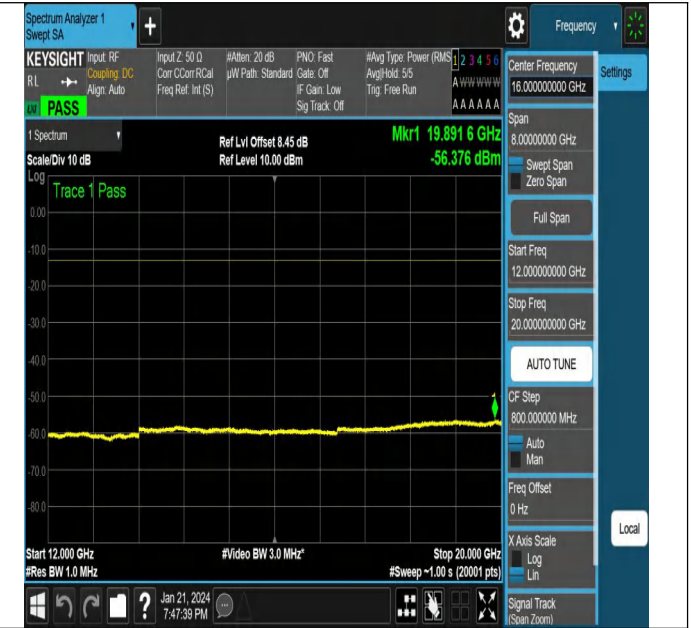 Spectrum Analyzer 1
Swept SA
+
Frequency
KEYSIGHT
RL
Input: RF
Coupling: DC
Align: Auto
Input Z: 50 Ω
Corr CCorr RCal
Freq Ref: Int (S)
#Atten: 20 dB
µW Path: Standard
PNO: Fast
Gate: Off
IF Gain: Low
Sig Track: Off
#Avg Type: Power (RMS
Avg|Hold: 5/5
Trig: Free Run
1 2 3 4 5 6
A W W W W W
A A A A A A
PASS
1 Spectrum
Scale/Div 10 dB
Log
Ref Lvl Offset 8.45 dB
Ref Level 10.00 dBm
Mkr1 19.891 6 GHz
-56.376 dBm
Trace 1 Pass
0.00
-10.0
-20.0
-30.0
-40.0
-50.0
-60.0
-70.0
-80.0
1
Start 12.000 GHz
#Res BW 1.0 MHz
#Video BW 3.0 MHz*
Stop 20.000 GHz
#Sweep ~1.00 s (20001 pts)
Center Frequency
16.000000000 GHz
Settings
Span
8.00000000 GHz
Swept Span
Zero Span
Full Span
Start Freq
12.000000000 GHz
Stop Freq
20.000000000 GHz
AUTO TUNE
CF Step
800.000000 MHz
Auto
Man
Freq Offset
0 Hz
X Axis Scale
Log
Lin
Local
Signal Track
(Span Zoom)
?
Jan 21, 2024
7:47:39 PM